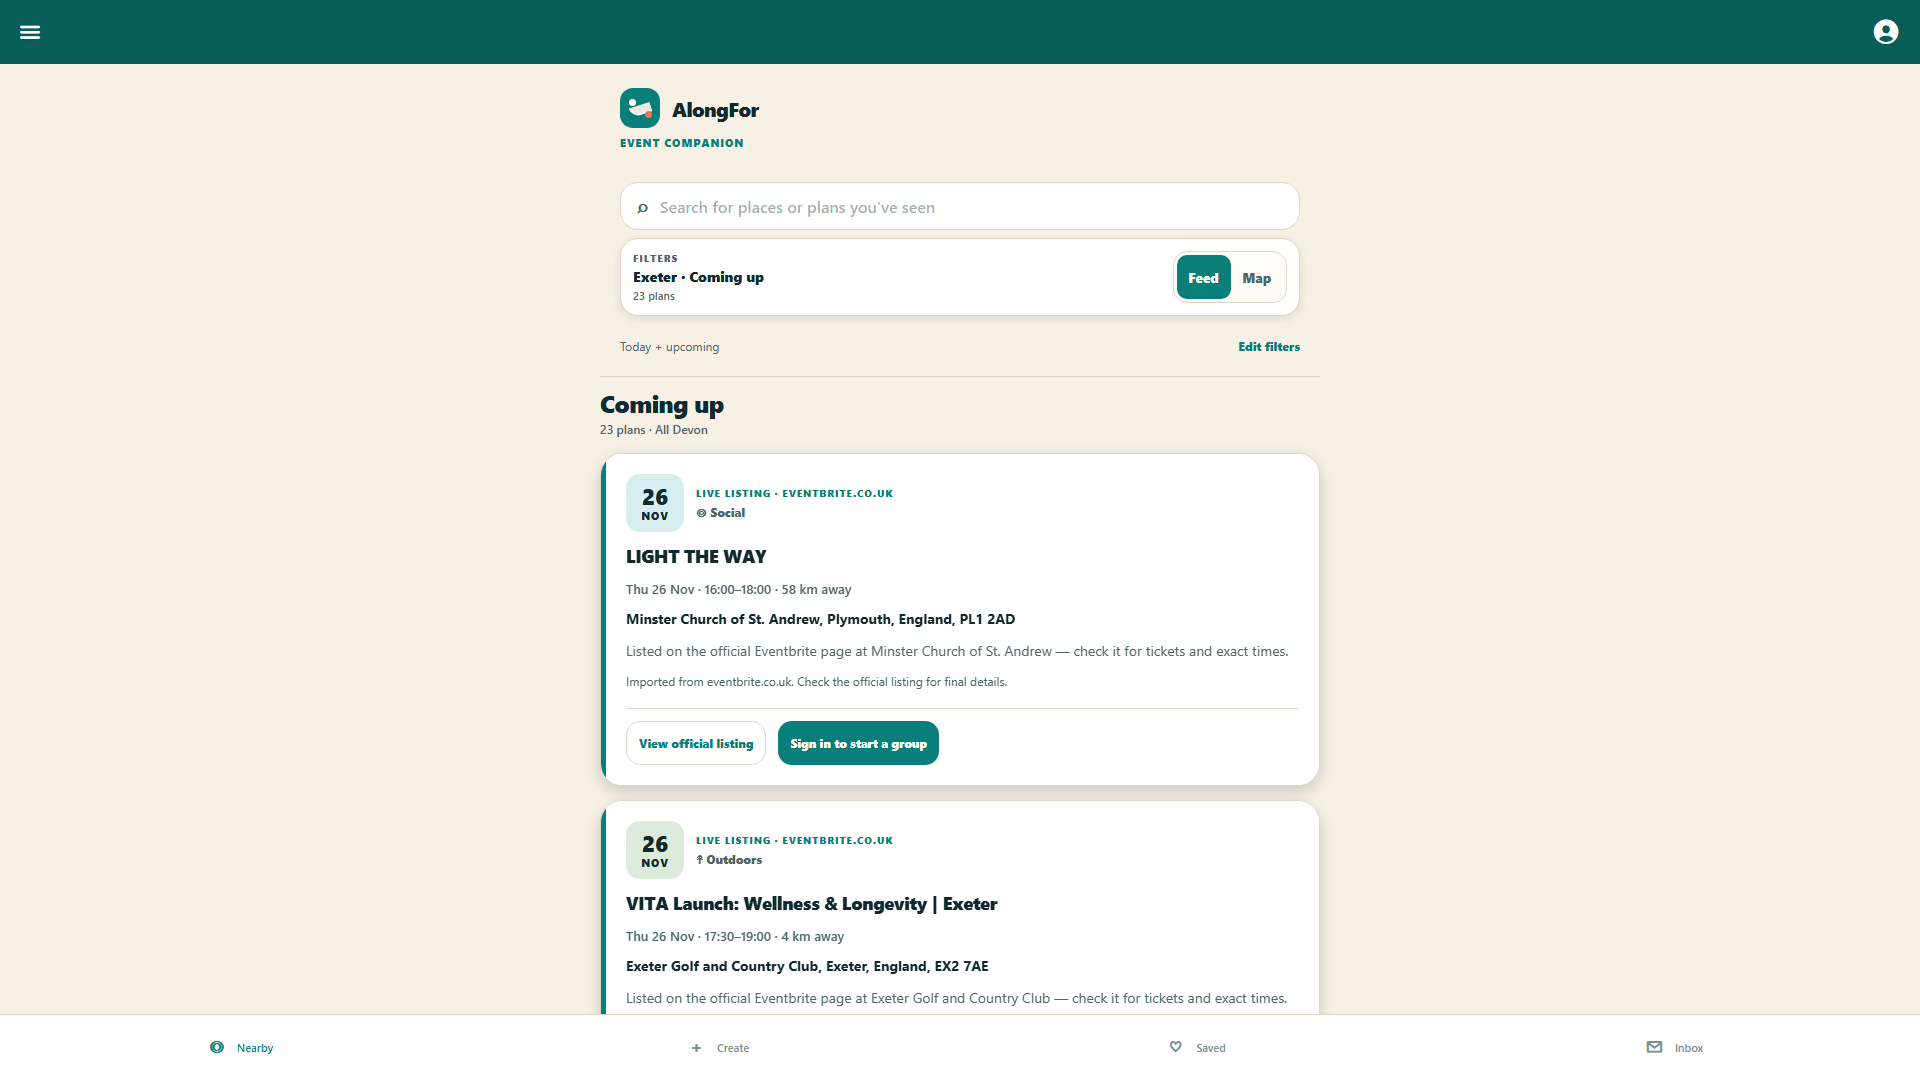 AlongFor
EVENT COMPANION
Search for places or plans you've seen
FILTERS
Exeter · Coming up
23 plans
Feed
Map
Today + upcoming
Edit filters
Coming up
23 plans · All Devon
26
NOV
LIVE LISTING · EVENTBRITE.CO.UK
Social
LIGHT THE WAY
Thu 26 Nov · 16:00–18:00 · 58 km away
Minster Church of St. Andrew, Plymouth, England, PL1 2AD
Listed on the official Eventbrite page at Minster Church of St. Andrew — check it for tickets and exact times.
Imported from eventbrite.co.uk. Check the official listing for final details.
View official listing
Sign in to start a group
26
NOV
LIVE LISTING · EVENTBRITE.CO.UK
Outdoors
VITA Launch: Wellness & Longevity | Exeter
Thu 26 Nov · 17:30–19:00 · 4 km away
Exeter Golf and Country Club, Exeter, England, EX2 7AE
Listed on the official Eventbrite page at Exeter Golf and Country Club — check it for tickets and exact times.
Nearby
Create
Saved
Inbox